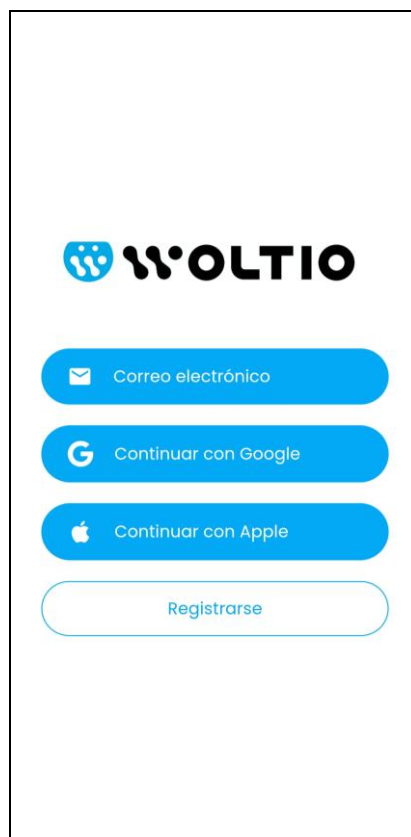 WOLTIO
Correo electrónico
Continuar con Google
Continuar con Apple
Registrarse